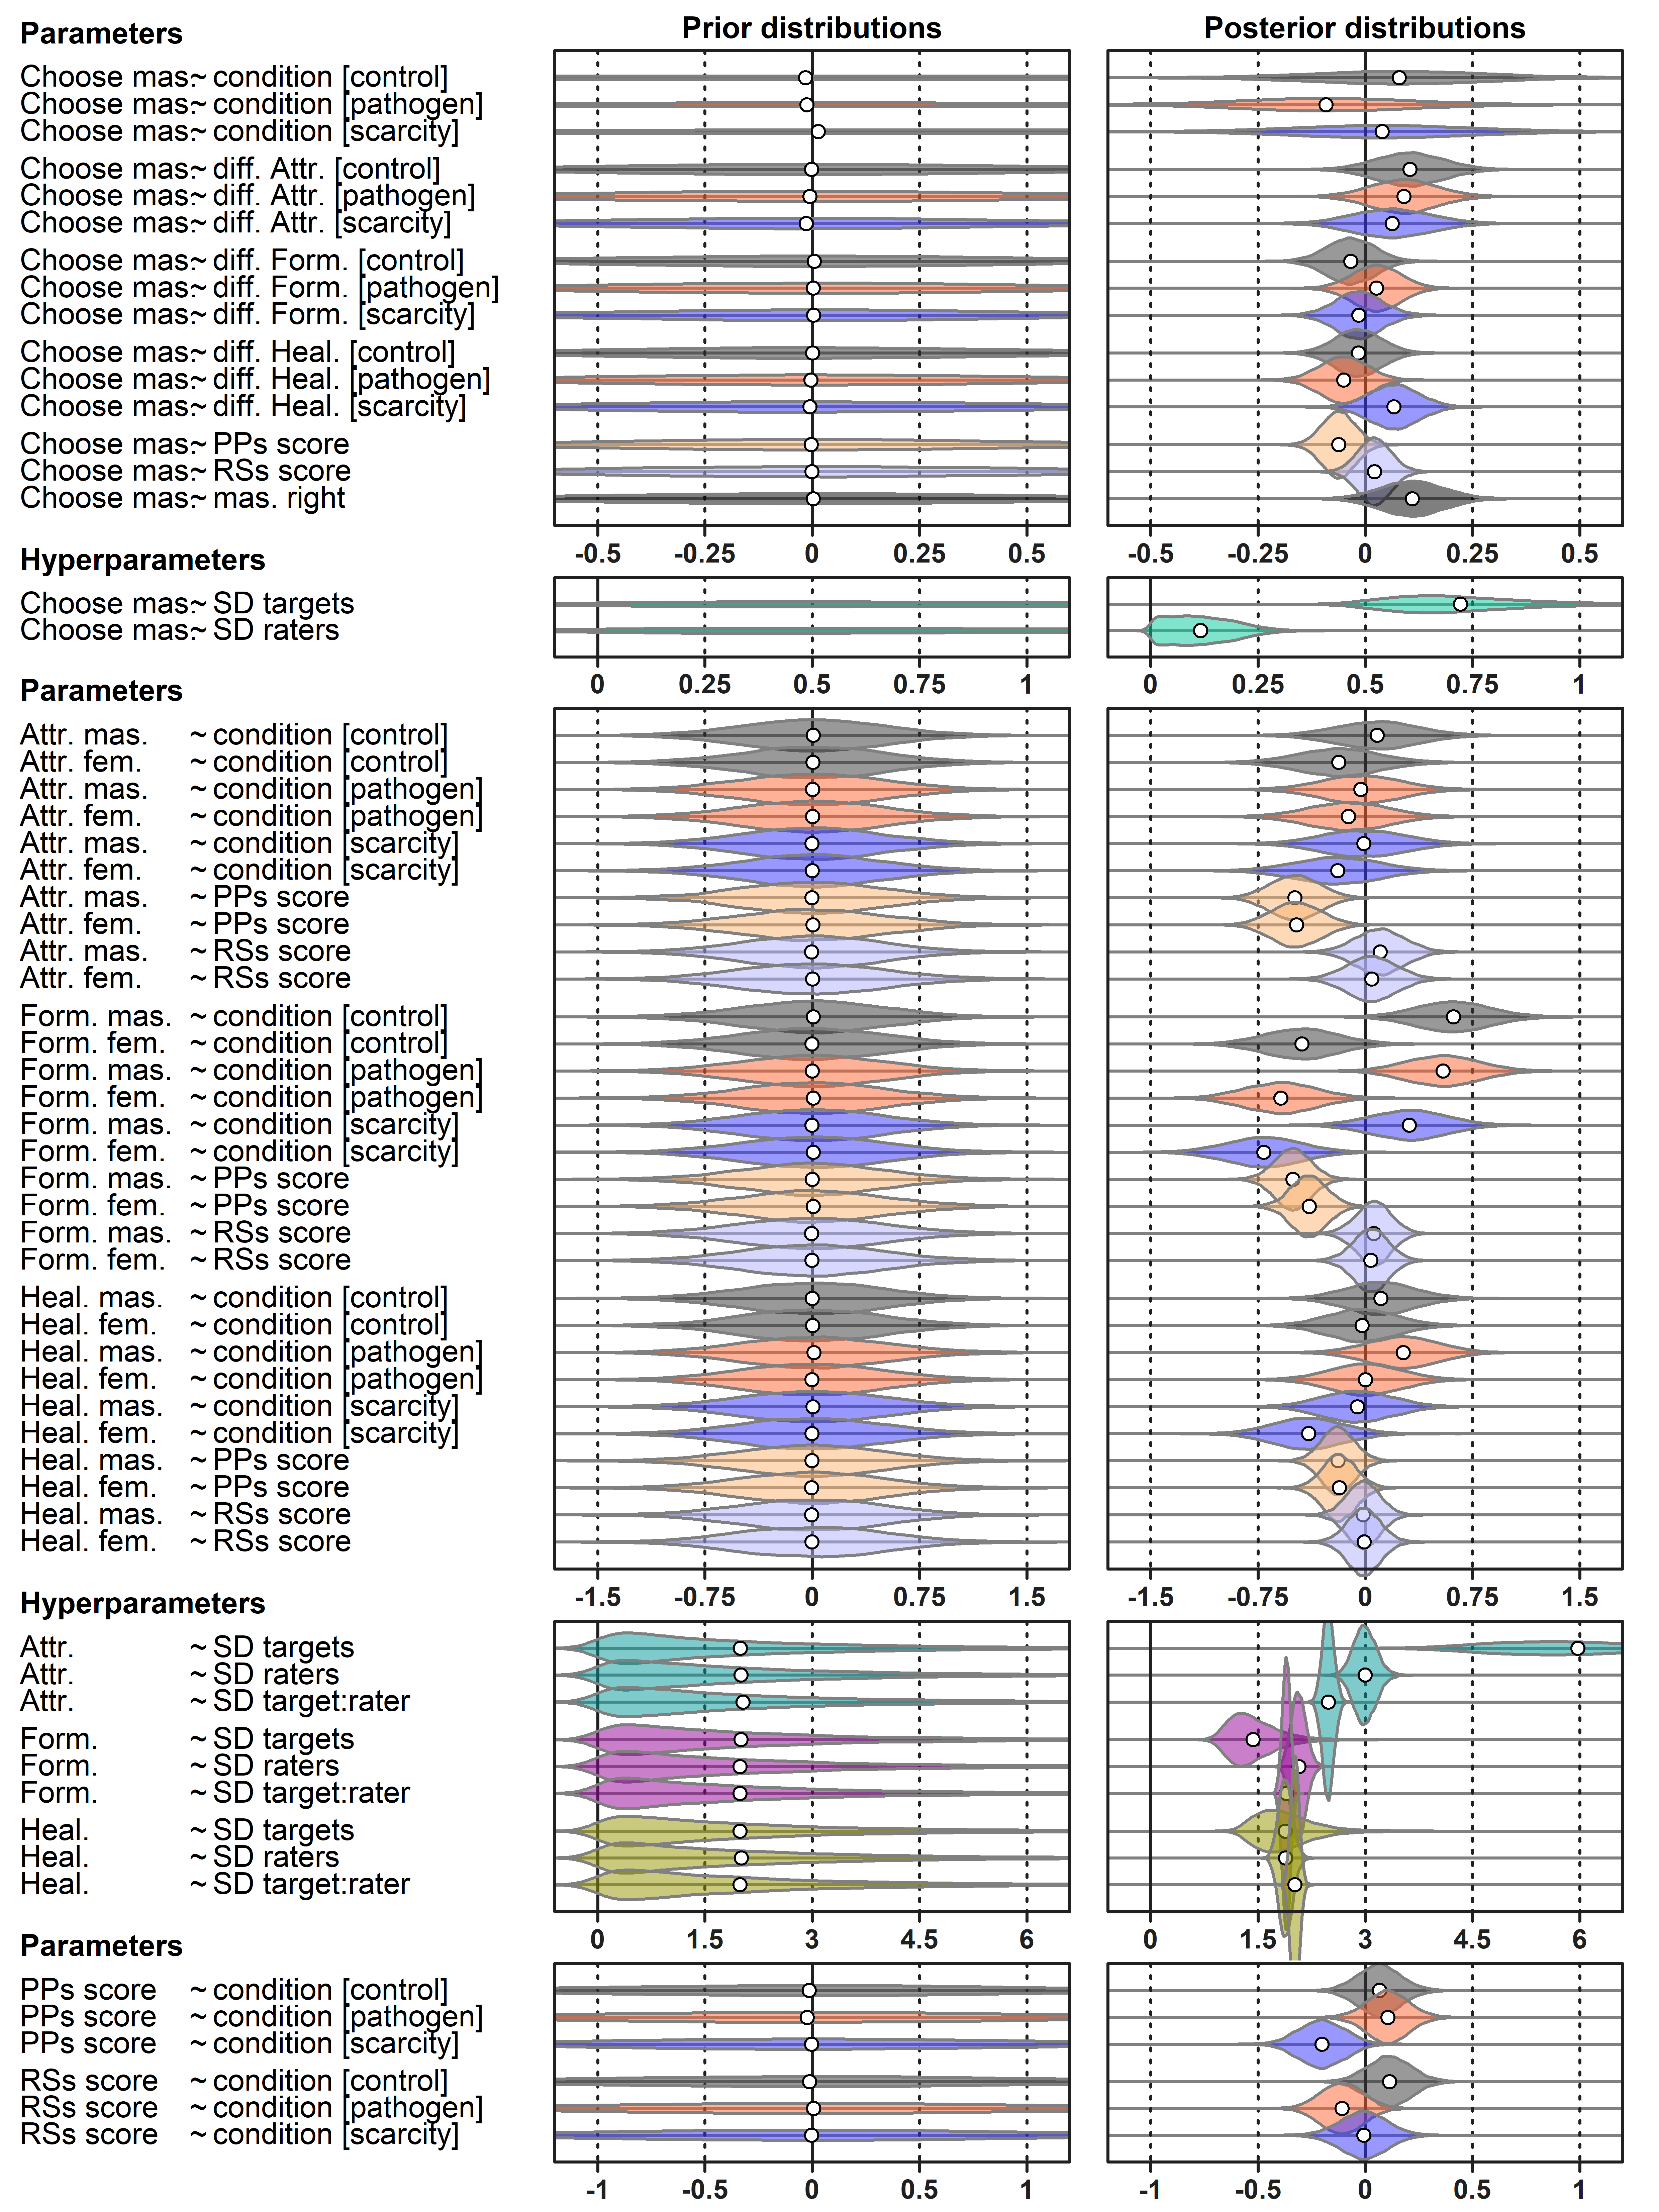 Prior distributions Posterior distributions
Parameters
Choose mas.~ condition [control]
Choose mas.~ condition [pathogen]
Choose mas.~ condition [scarcity]
Choose mas.~ diff. Attr. [control]
Choose mas.~ diff. Attr. [pathogen]
Choose mas.~ diff. Attr. [scarcity]
Choose mas.~ diff. Form. [control]
Choose mas.~ diff. Form. [pathogen]
Choose mas.~ diff. Form. [scarcity]
Choose mas.~ diff. Heal. [control]
Choose mas.~ diff. Heal. [pathogen]
Choose mas.~ diff. Heal. [scarcity]
Choose mas.~ PPs score
Choose mas.~ RSs score
Choose mas.~ mas. right
-0.5 -0.25 0 0.25 0.5 -0.5 -0.25 0 0.25 0.5
Hyperparameters
Choose mas.~ SD targets
Choose mas.~ SD raters
0 0.25 0.5 0.75 1 0 0.25 0.5 0.75 1
Parameters
Attr. mas. ~ condition [control]
Attr. fem. ~ condition [control]
Attr. mas. ~ condition [pathogen]
Attr. fem. ~ condition [pathogen]
Attr. mas. ~ condition [scarcity]
Attr. fem. ~ condition [scarcity]
Attr. mas. ~ PPs score
Attr. fem. ~ PPs score
Attr. mas. ~ RSs score
Attr. fem. ~ RSs score
Form. mas. ~ condition [control]
Form. fem. ~ condition [control]
Form. mas. ~ condition [pathogen]
Form. fem. ~ condition [pathogen]
Form. mas. ~ condition [scarcity]
Form. fem. ~ condition [scarcity]
Form. mas. ~ PPs score
Form. fem. ~ PPs score
Form. mas. ~ RSs score
Form. fem. ~ RSs score
Heal. mas. ~ condition [control]
Heal. fem. ~ condition [control]
Heal. mas. ~ condition [pathogen]
Heal. fem. ~ condition [pathogen]
Heal. mas. ~ condition [scarcity]
Heal. fem. ~ condition [scarcity]
Heal. mas. ~ PPs score
Heal. fem. ~ PPs score
Heal. mas. ~ RSs score
Heal. fem. ~ RSs score
-1.5 -0.75 0 0.75 1.5 -1.5 -0.75 0 0.75 1.5
Hyperparameters
Attr. ~ SD targets
Attr. ~ SD raters
Attr. ~ SD target:rater
Form. ~ SD targets
Form. ~ SD raters
Form. ~ SD target:rater
Heal. ~ SD targets
Heal. ~ SD raters
Heal. ~ SD target:rater
0 1.5 3 4.5 6 0 1.5 3 4.5 6
Parameters
PPs score ~ condition [control]
PPs score ~ condition [pathogen]
PPs score ~ condition [scarcity]
RSs score ~ condition [control]
RSs score ~ condition [pathogen]
RSs score ~ condition [scarcity]
-1 -0.5 0 0.5 1 -1 -0.5 0 0.5 1